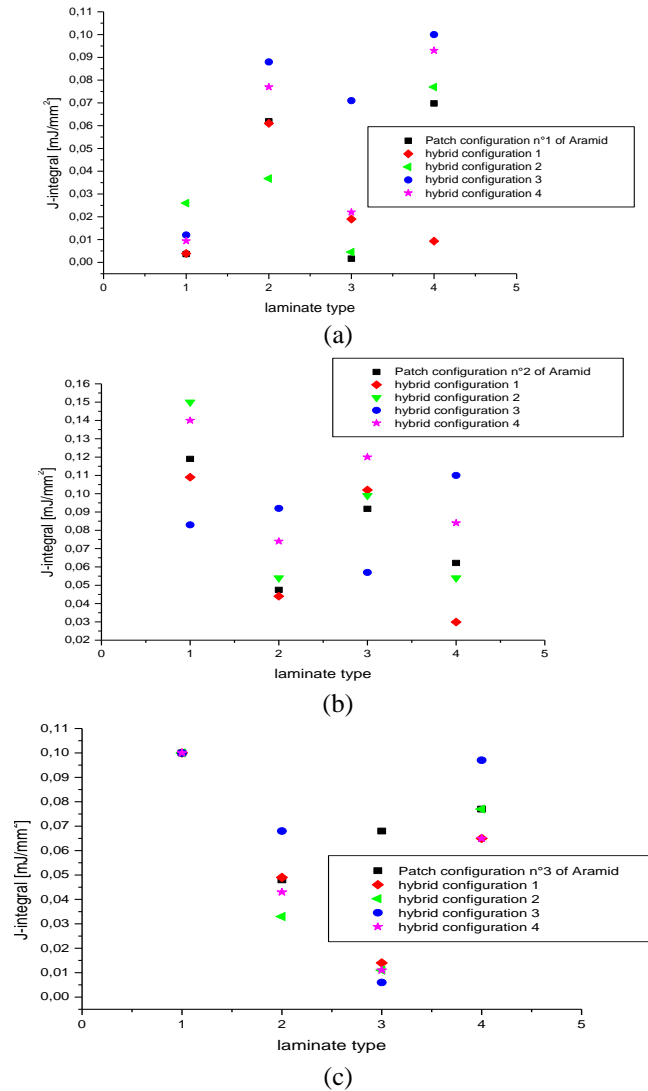 0,11
0,10
0,09
0,08
0,07
0,06
0,05
0,04
0,03
0,02
0,01
0,00
J-integral [mJ/mm²]
Patch configuration n°1 of Aramid
hybrid configuration 1
hybrid configuration 2
hybrid configuration 3
hybrid configuration 4
0 1 2 3 4 5
laminate type
(a)
0,16
0,15
0,14
0,13
0,12
0,11
0,10
0,09
0,08
0,07
0,06
0,05
0,04
0,03
0,02
J-integral [mJ/mm²]
Patch configuration n°2 of Aramid
hybrid configuration 1
hybrid configuration 2
hybrid configuration 3
hybrid configuration 4
0 1 2 3 4 5
laminate type
(b)
0,11
0,10
0,09
0,08
0,07
0,06
0,05
0,04
0,03
0,02
0,01
0,00
J-integral [mJ/mm²]
Patch configuration n°3 of Aramid
hybrid configuration 1
hybrid configuration 2
hybrid configuration 3
hybrid configuration 4
0 1 2 3 4 5
laminate type
(c)